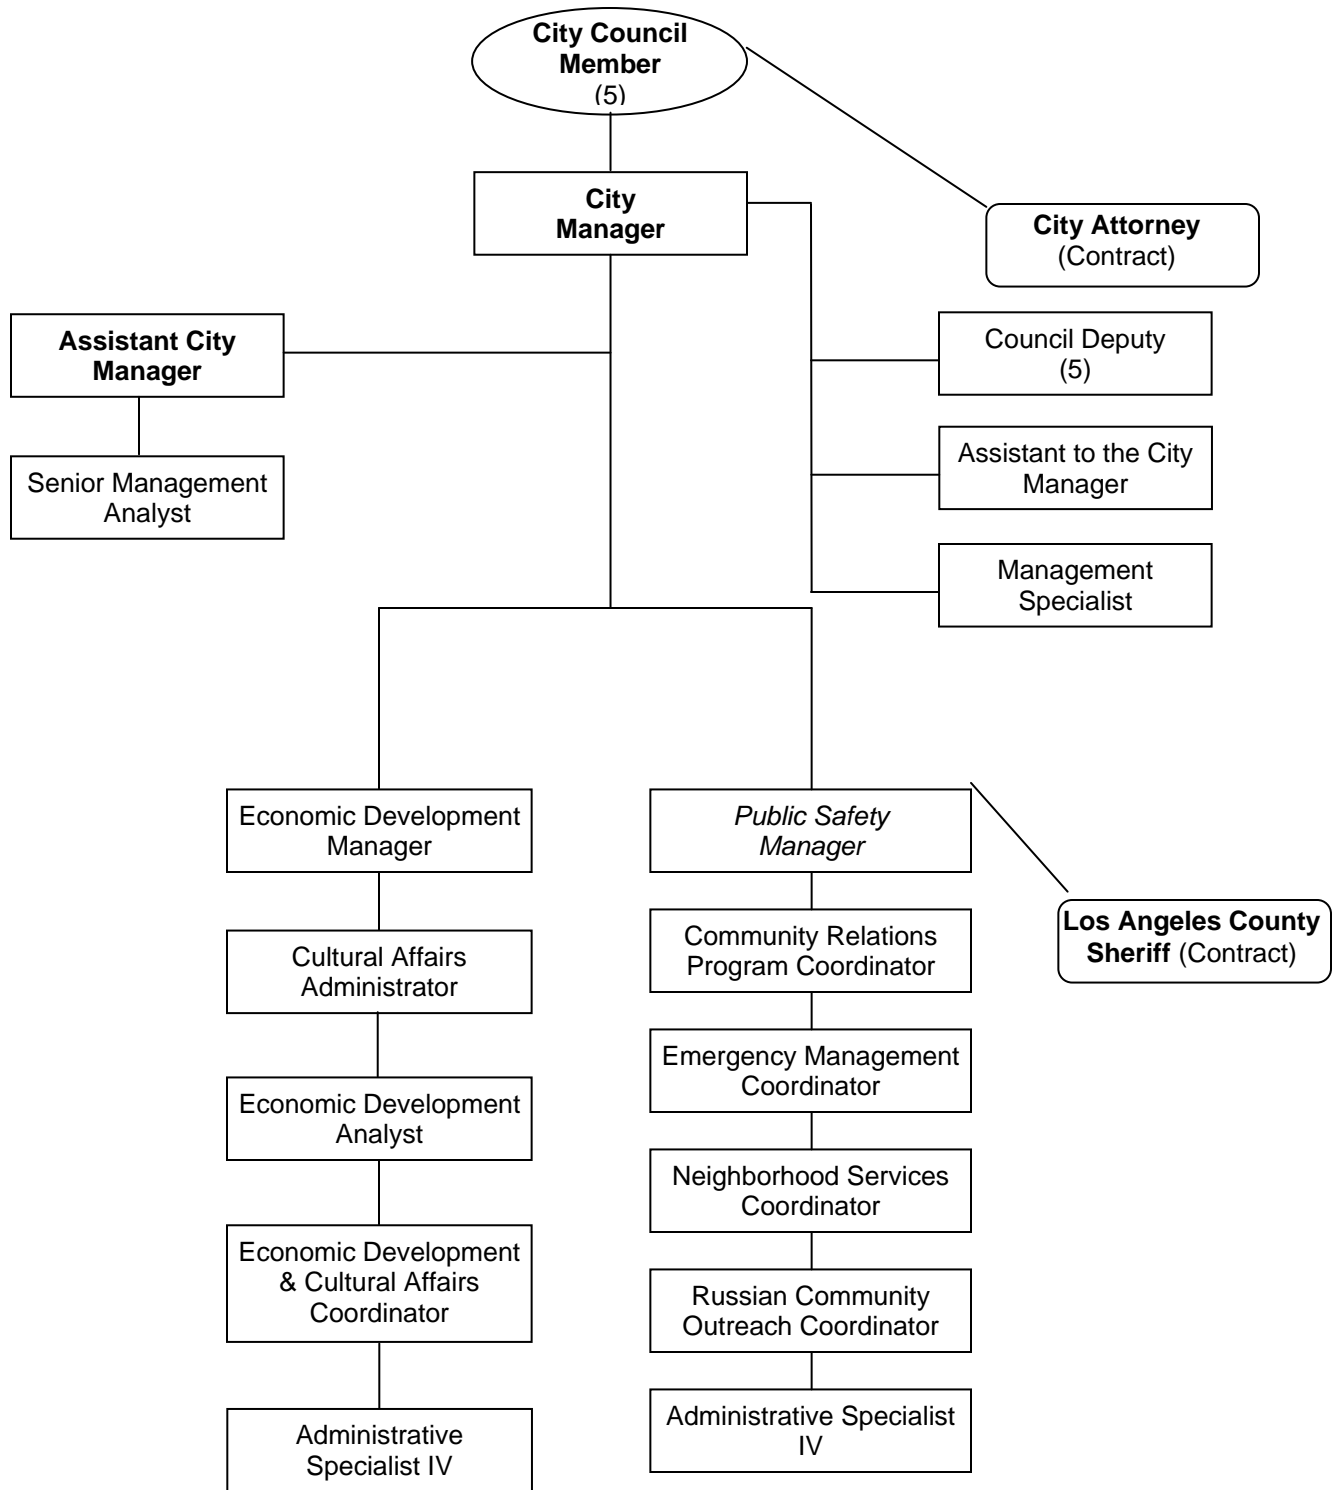 City Council
Member
(5)
City
Manager
City Attorney
(Contract)
Assistant City
Manager
Council Deputy
(5)
Assistant to the City
Manager
Senior Management
Analyst
Management
Specialist
Economic Development
Manager
Public Safety
Manager
Los Angeles County
Sheriff (Contract)
Cultural Affairs
Administrator
Community Relations
Program Coordinator
Economic Development
Analyst
Emergency Management
Coordinator
Economic Development
& Cultural Affairs
Coordinator
Neighborhood Services
Coordinator
Russian Community
Outreach Coordinator
Administrative
Specialist IV
Administrative Specialist
IV